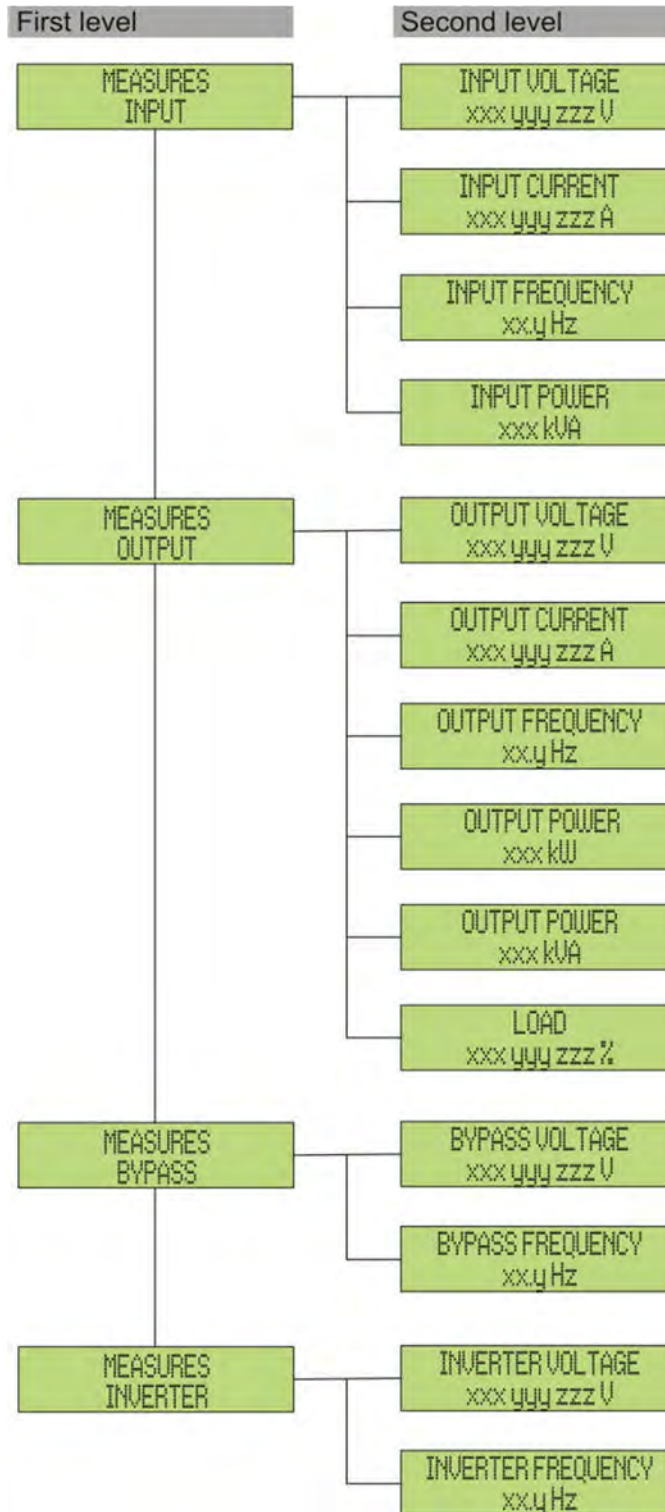 First level
Second level
MEASURES
INPUT
INPUT VOLTAGE
xxx yyy zzz V
INPUT CURRENT
xxx yyy zzz A
INPUT FREQUENCY
xx.y Hz
INPUT POWER
xxx kVA
MEASURES
OUTPUT
OUTPUT VOLTAGE
xxx yyy zzz V
OUTPUT CURRENT
xxx yyy zzz A
OUTPUT FREQUENCY
xx.y Hz
OUTPUT POWER
xxx kW
OUTPUT POWER
xxx kVA
LOAD
xxx yyy zzz %
MEASURES
BYPASS
BYPASS VOLTAGE
xxx yyy zzz V
BYPASS FREQUENCY
xx.y Hz
MEASURES
INVERTER
INVERTER VOLTAGE
xxx yyy zzz V
INVERTER FREQUENCY
xx.y Hz